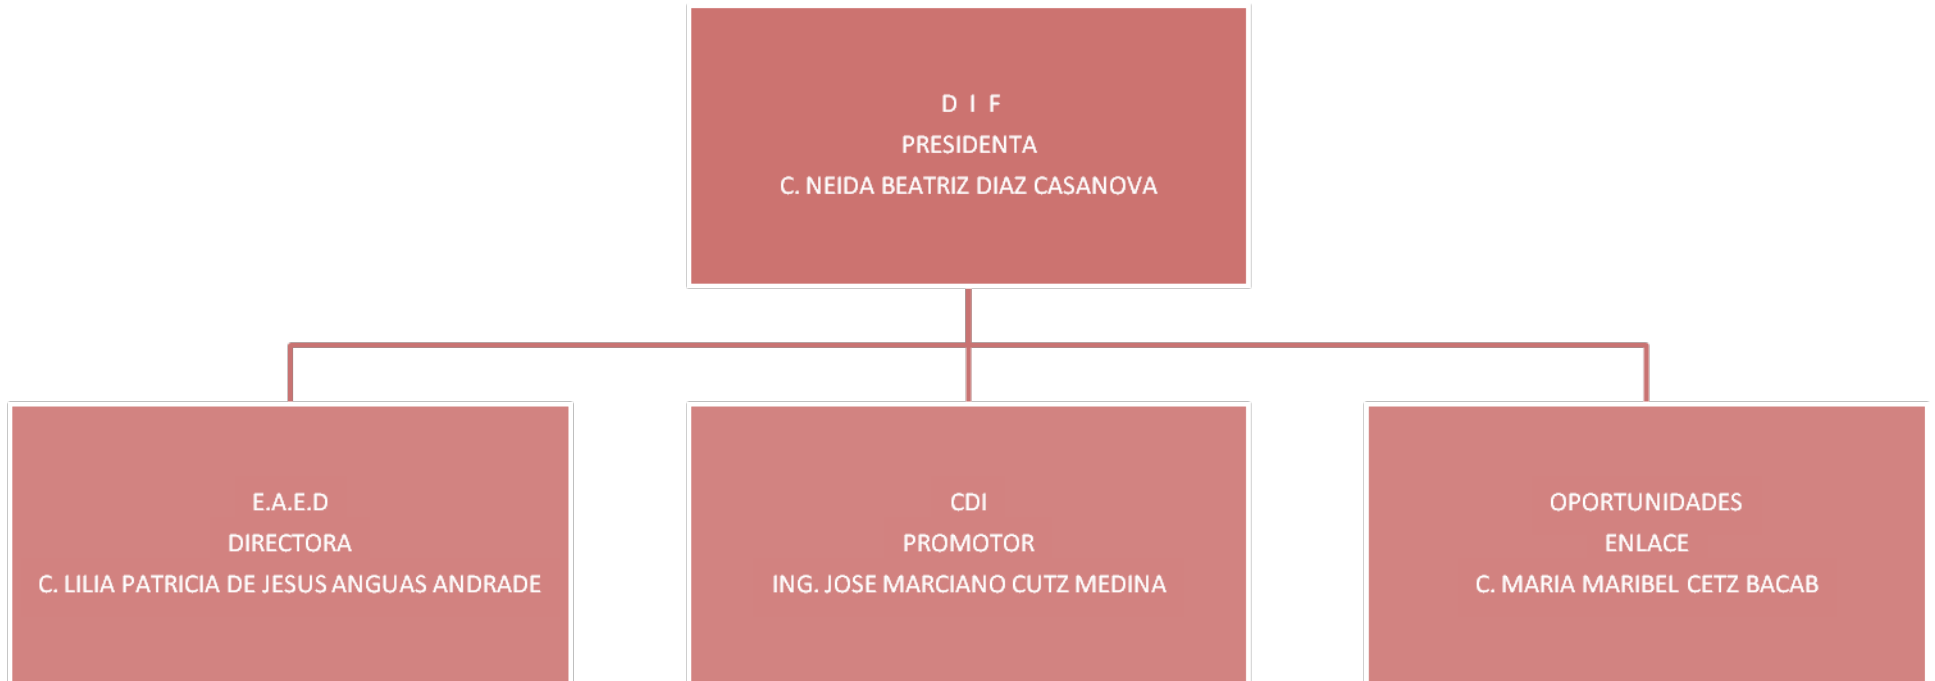 D I F
PRESIDENTA
C. NEIDA BEATRIZ DIAZ CASANOVA
E.A.E.D
DIRECTORA
C. LILIA PATRICIA DE JESUS ANGUAS ANDRADE
CDI
PROMOTOR
ING. JOSE MARCIANO CUTZ MEDINA
OPORTUNIDADES
ENLACE
C. MARIA MARIBEL CETZ BACAB